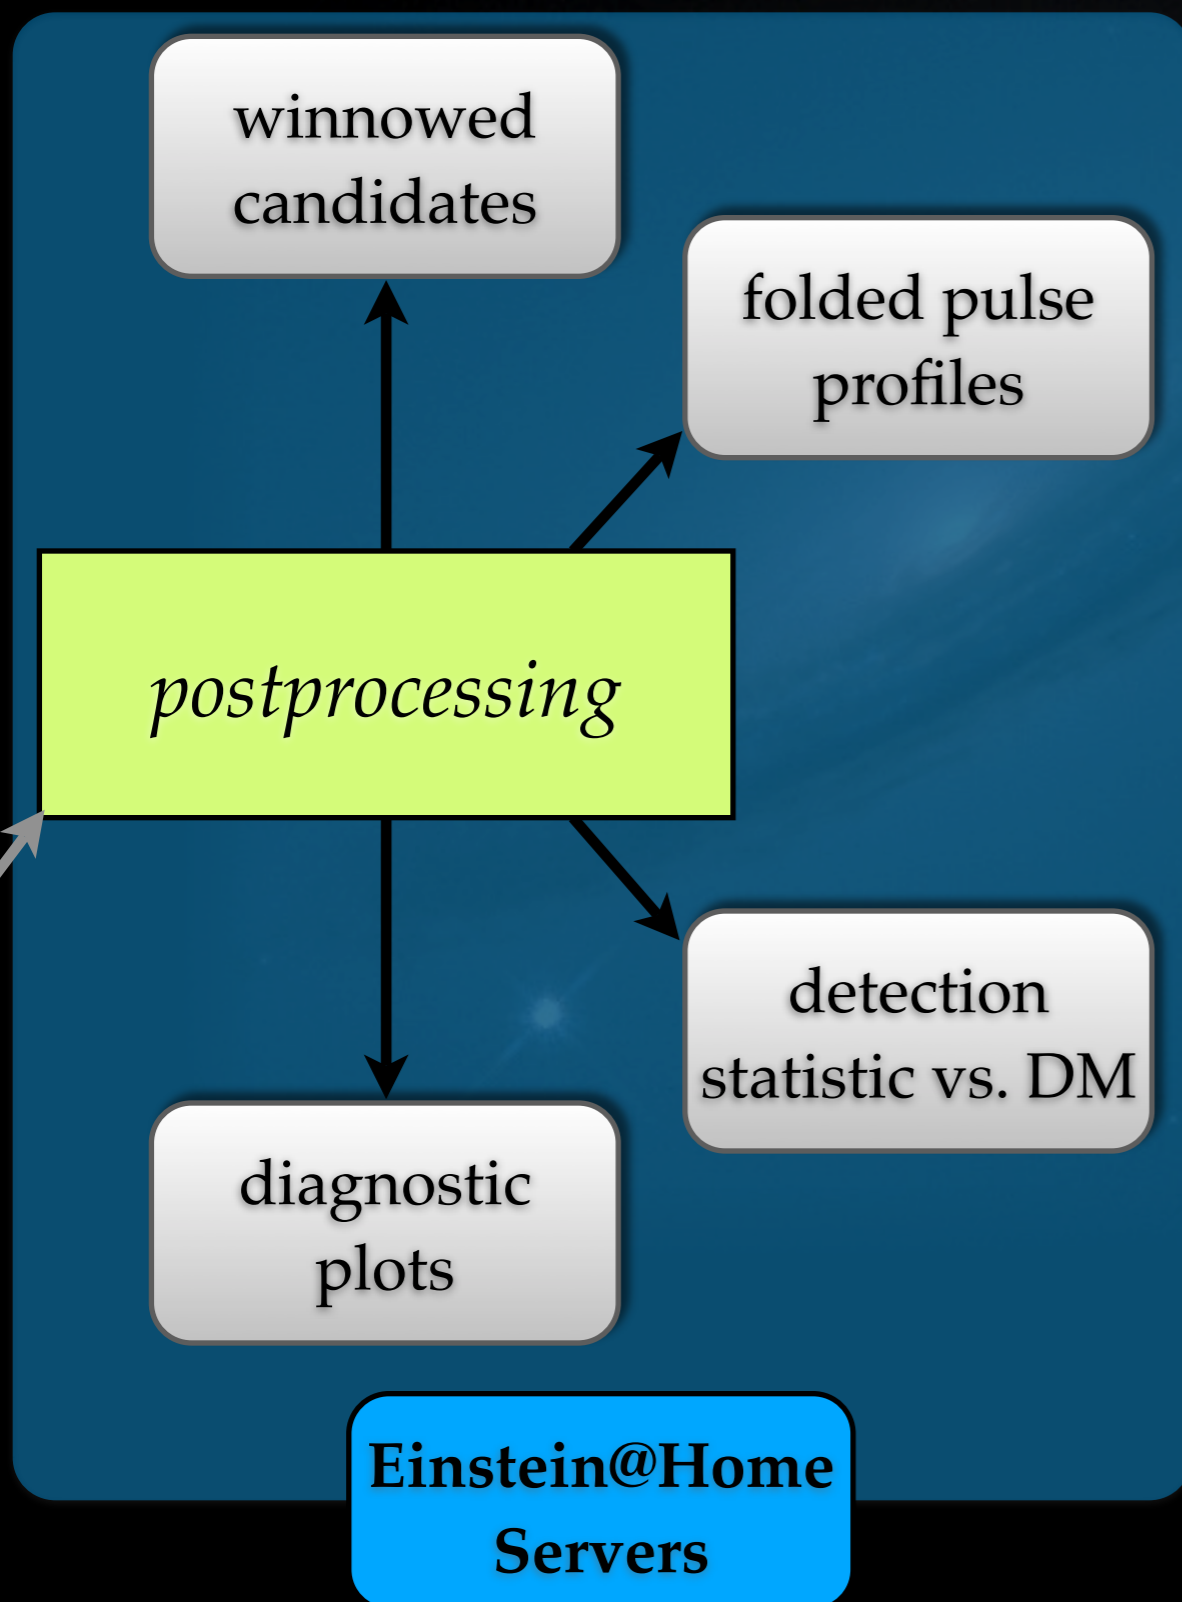 winnowed
candidates
folded pulse
profiles
postprocessing
detection
statistic vs. DM
diagnostic
plots
Einstein@Home
Servers